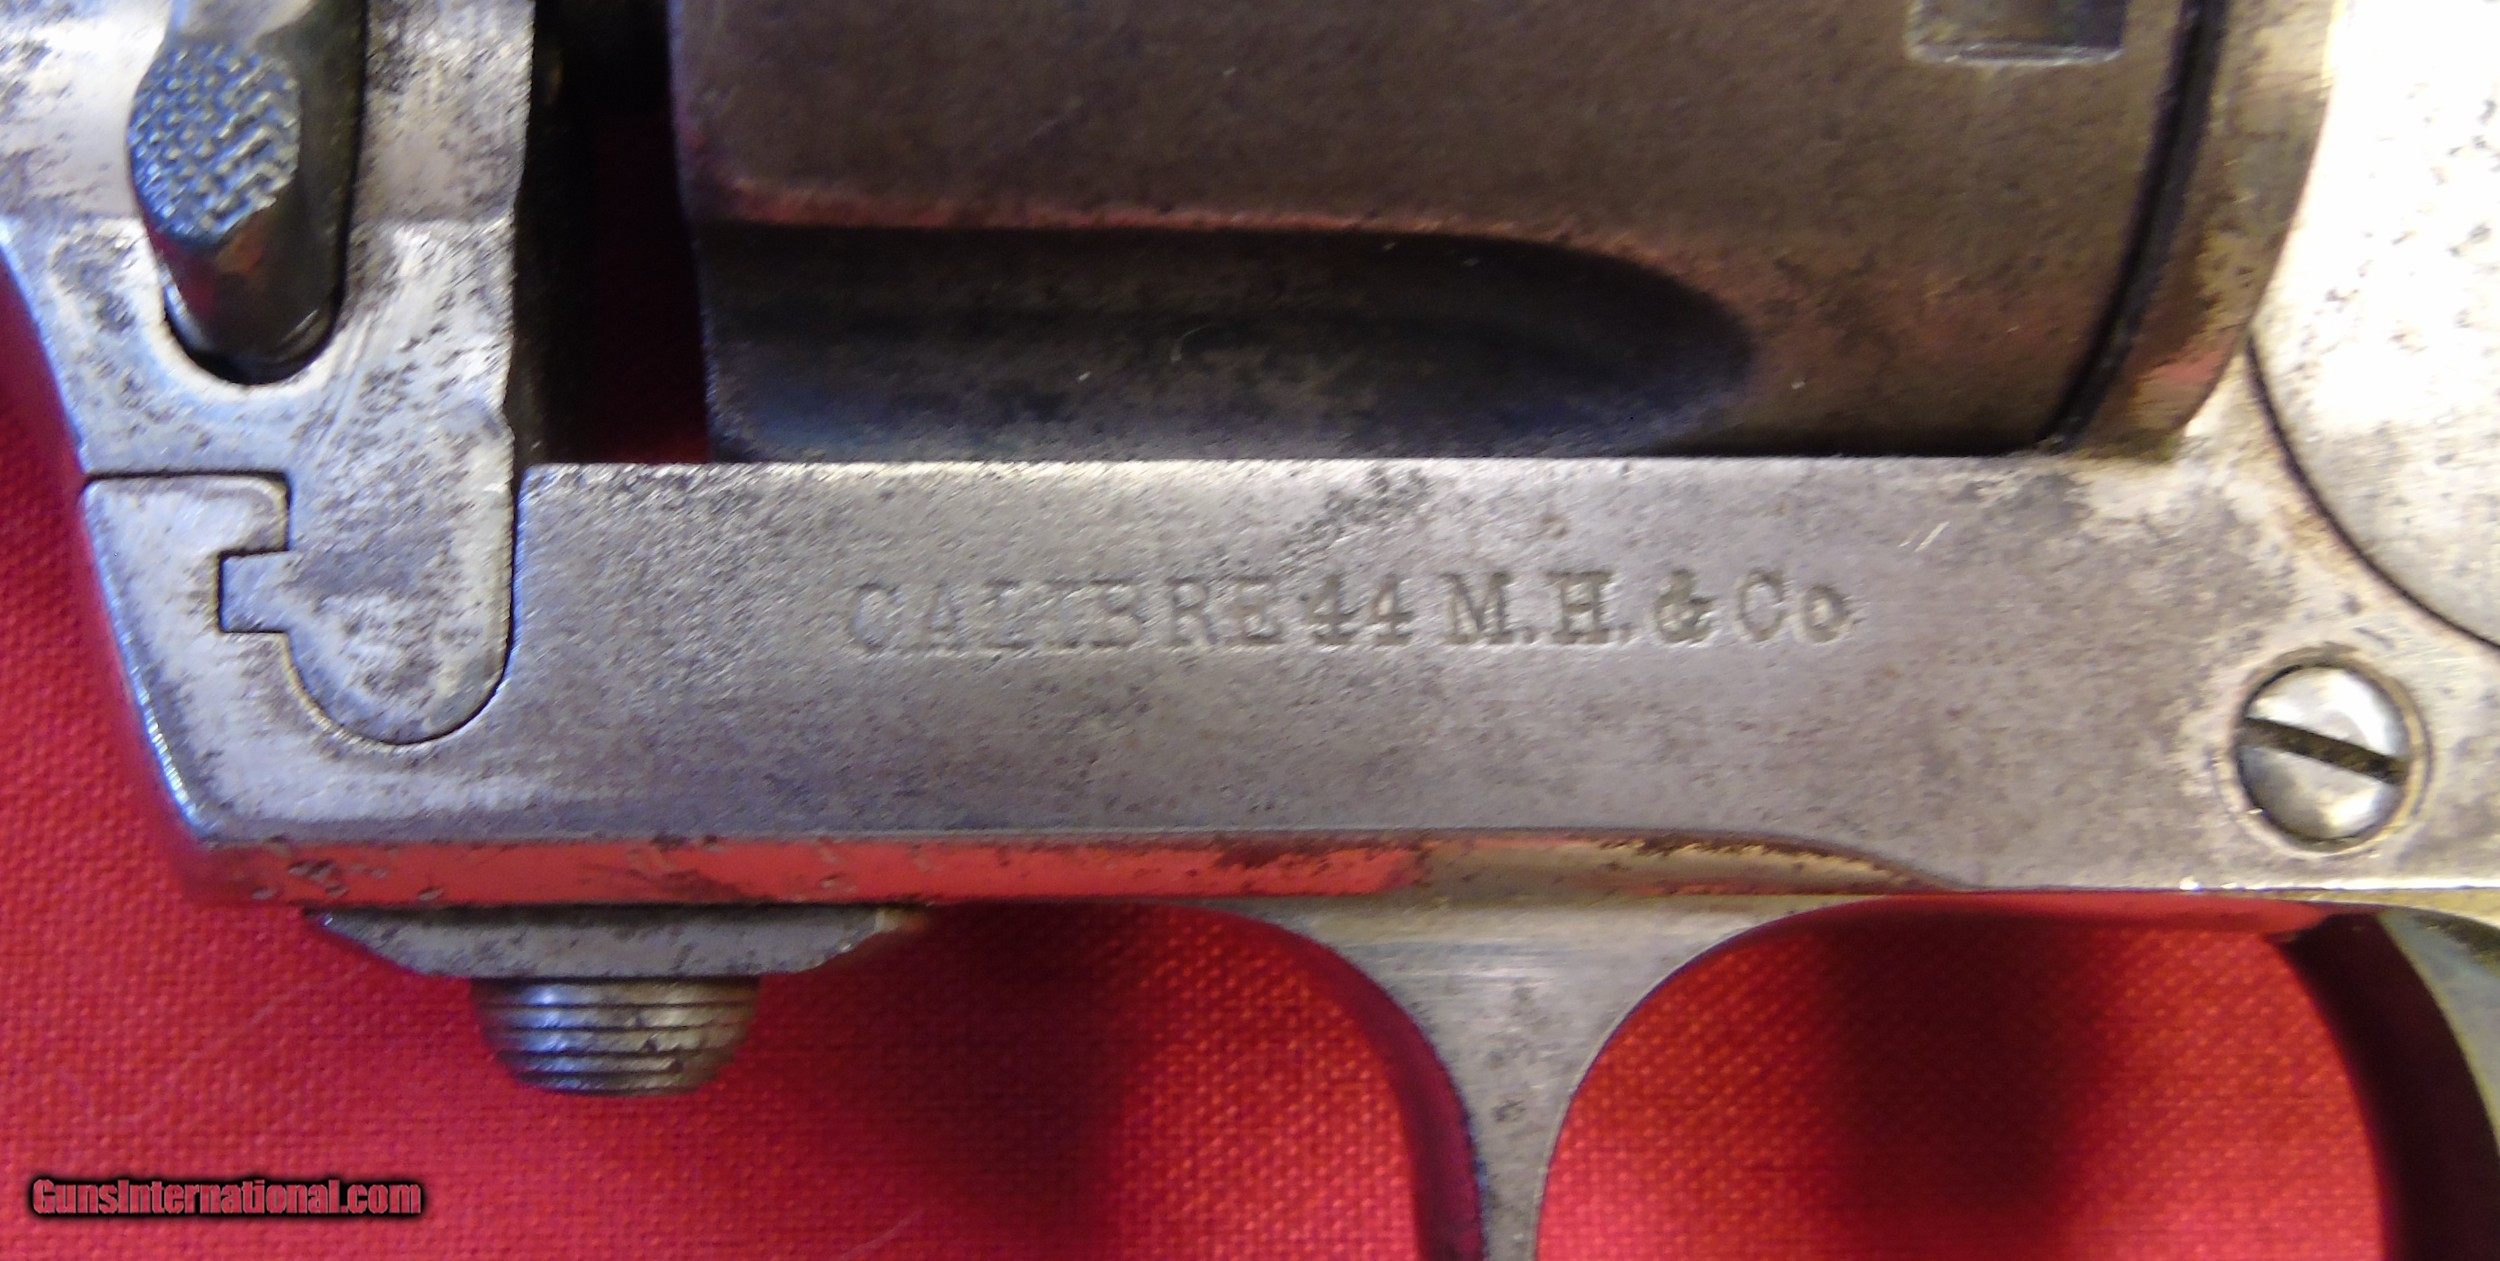 CALIBRE 44 M.H. & Co
GunsInternational.com